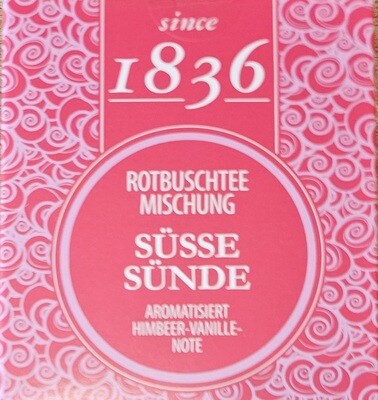 since
1836
ROTBUSCHTEE
MISCHUNG
SÜSSE
SÜNDE
AROMATISIERT
HIMBEER-VANILLE-
NOTE